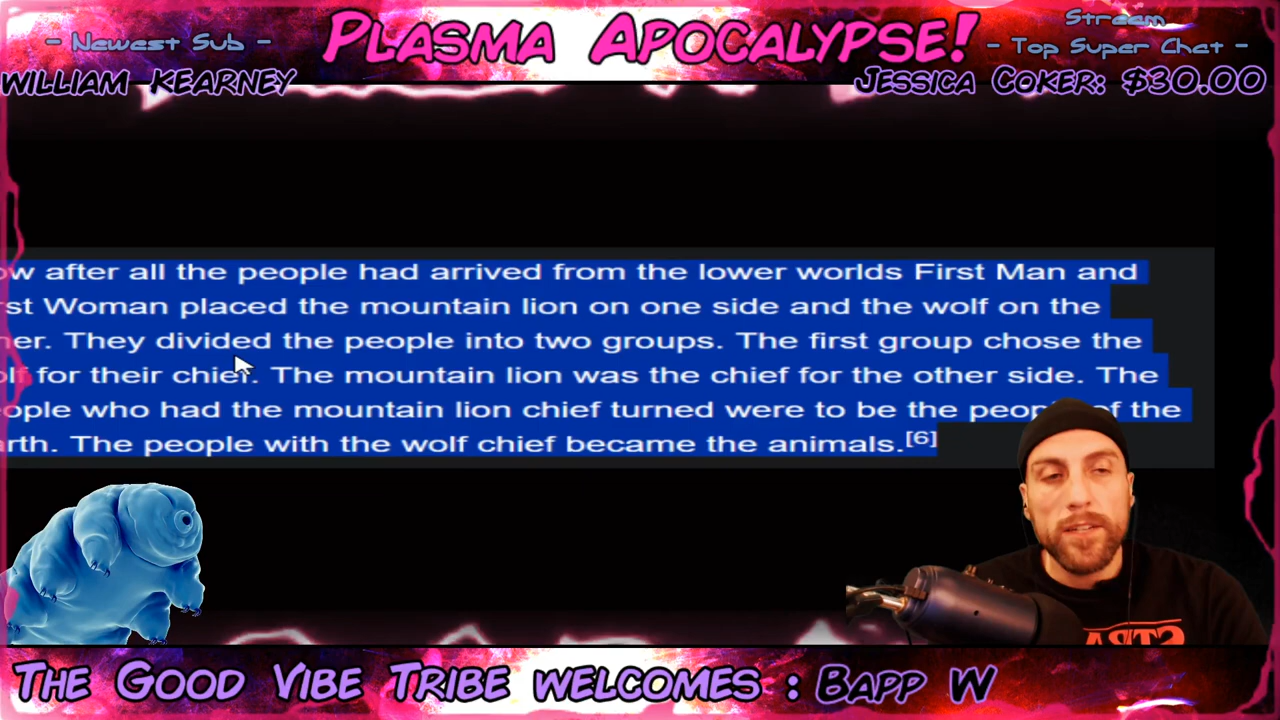 - Newest Sub -
WILLIAM KEARNEY
PLASMA APOCALYPSE!
Stream
- Top Super Chat -
JESSICA COKER: $30.00
after all the people had arrived from the lower worlds First Man and
Woman placed the mountain lion on one side and the wolf on the
They divided the people into two groups. The first group chose the
for their chief. The mountain lion was the chief for the other side. The
who had the mountain lion chief turned were to be the of the
The people with the wolf chief became the animals.[6]
THE GOOD VIBE TRIBE WELCOMES : BAPP W